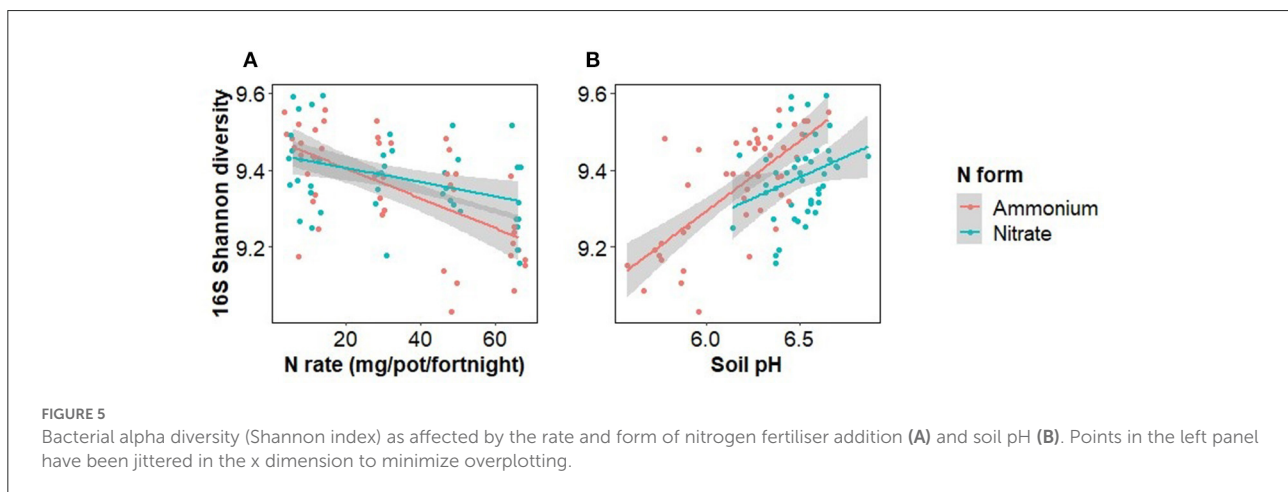 A
B
16S Shannon diversity
9.6
9.4
9.2
20
40
60
N rate (mg/pot/fortnight)
9.6
9.4
9.2
6.0
6.5
Soil pH
N form
Ammonium
Nitrate
FIGURE 5
Bacterial alpha diversity (Shannon index) as affected by the rate and form of nitrogen fertiliser addition (A) and soil pH (B). Points in the left panel
have been jittered in the x dimension to minimize overplotting.